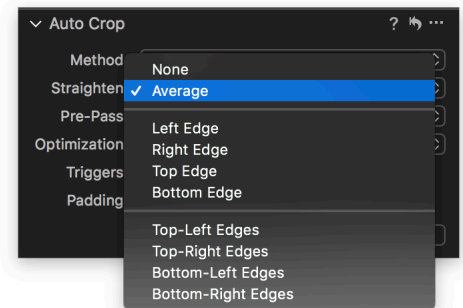 Auto Crop ?
Method
None
Straighten ✓ Average
Pre-Pass
Left Edge
Optimization Right Edge
Triggers Top Edge
Bottom Edge
Padding
Top-Left Edges
Top-Right Edges
Bottom-Left Edges
Bottom-Right Edges